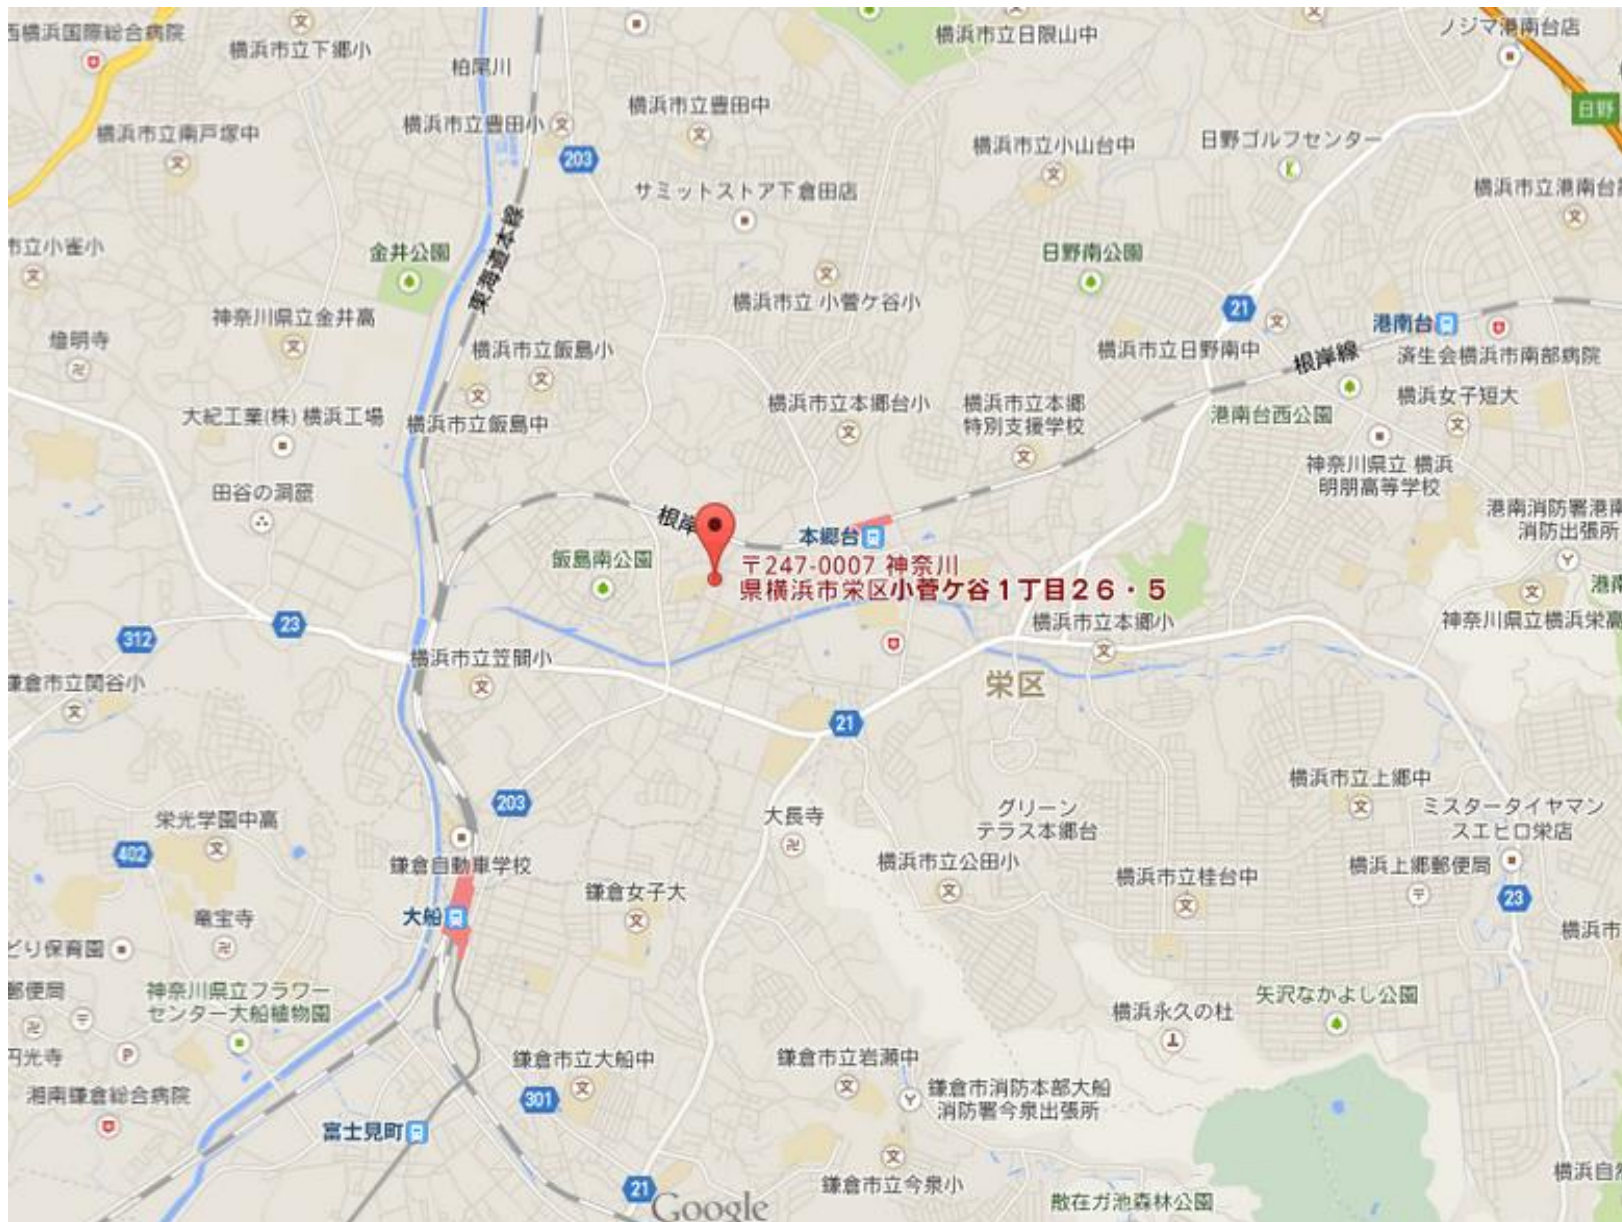 西横浜国際総合病院
横浜市立下郷小
柏尾川
横浜市立日限山中
ノジマ港南台店
日野
横浜市立南戸塚中
横浜市立豊田小
203
横浜市立豊田中
横浜市立小山台中
日野ゴルフセンター
サミットストア下倉田店
横浜市立港南台
市立小雀小
金井公園
東海道本線
日野南公園
横浜市立 小菅ケ谷小
神奈川県立金井高
21
港南台
横浜市立飯島小
横浜市立日野南中
根岸線
済生会横浜市南部病院
大紀工業(株) 横浜工場
横浜市立飯島中
横浜市立本郷台小
横浜市立本郷
特別支援学校
港南台西公園
横浜女子短大
神奈川県立 横浜
明朋高等学校
田谷の洞窟
港南消防署港南
消防出張所
根岸
本郷台
飯島南公園
〒247-0007 神奈川
県横浜市栄区小菅ケ谷1丁目26・5
港南
312
23
横浜市立本郷小
神奈川県立横浜栄高
横浜市立笠間小
鎌倉市立関谷小
栄区
21
横浜市立上郷中
203
大長寺
グリーン
テラス本郷台
ミスタータイヤマン
スエヒロ栄店
栄光学園中高
402
鎌倉自動車学校
横浜市立公田小
横浜上郷郵便局
横浜市立桂台中
鎌倉女子大
23
大船
竜宝寺
どり保育園
横浜市
郵便局
神奈川県立フラワー
センター大船植物園
矢沢なかよし公園
横浜永久の杜
円光寺
P
鎌倉市立大船中
鎌倉市立岩瀬中
湘南鎌倉総合病院
301
鎌倉市消防本部大船
消防署今泉出張所
富士見町
横浜自
21
Google
鎌倉市立今泉小
散在ガ池森林公園